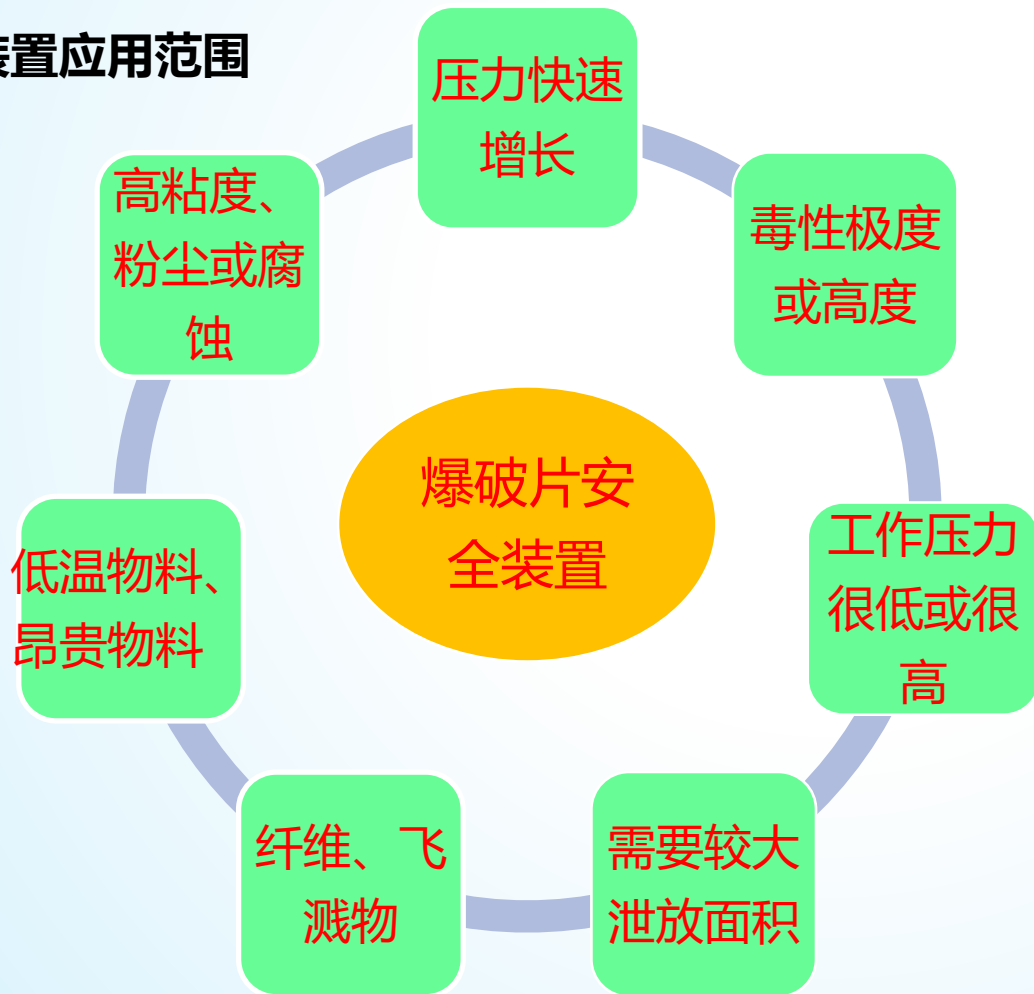 装置应用范围
压力快速
增长
毒性极度
或高度
工作压力
很低或很
高
需要较大
泄放面积
纤维、飞
溅物
低温物料、
昂贵物料
高粘度、
粉尘或腐
蚀
爆破片安
全装置